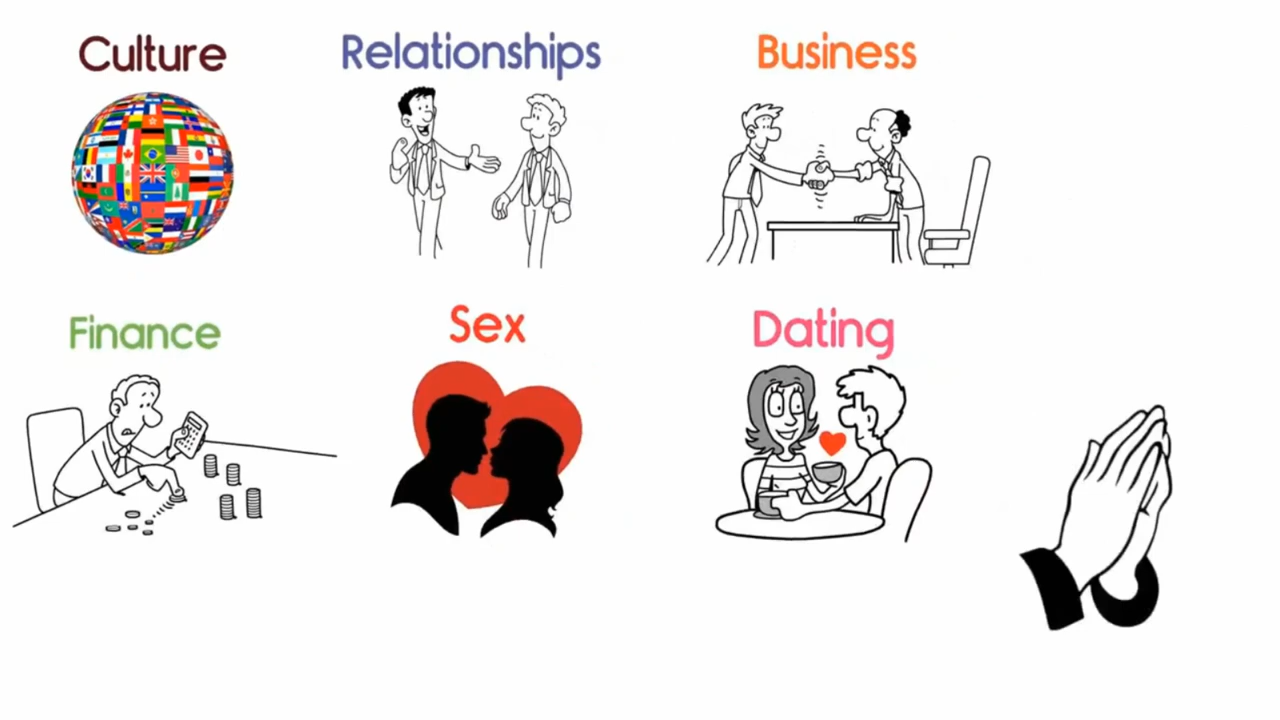 Culture
Relationships
Business
Finance
Sex
Dating